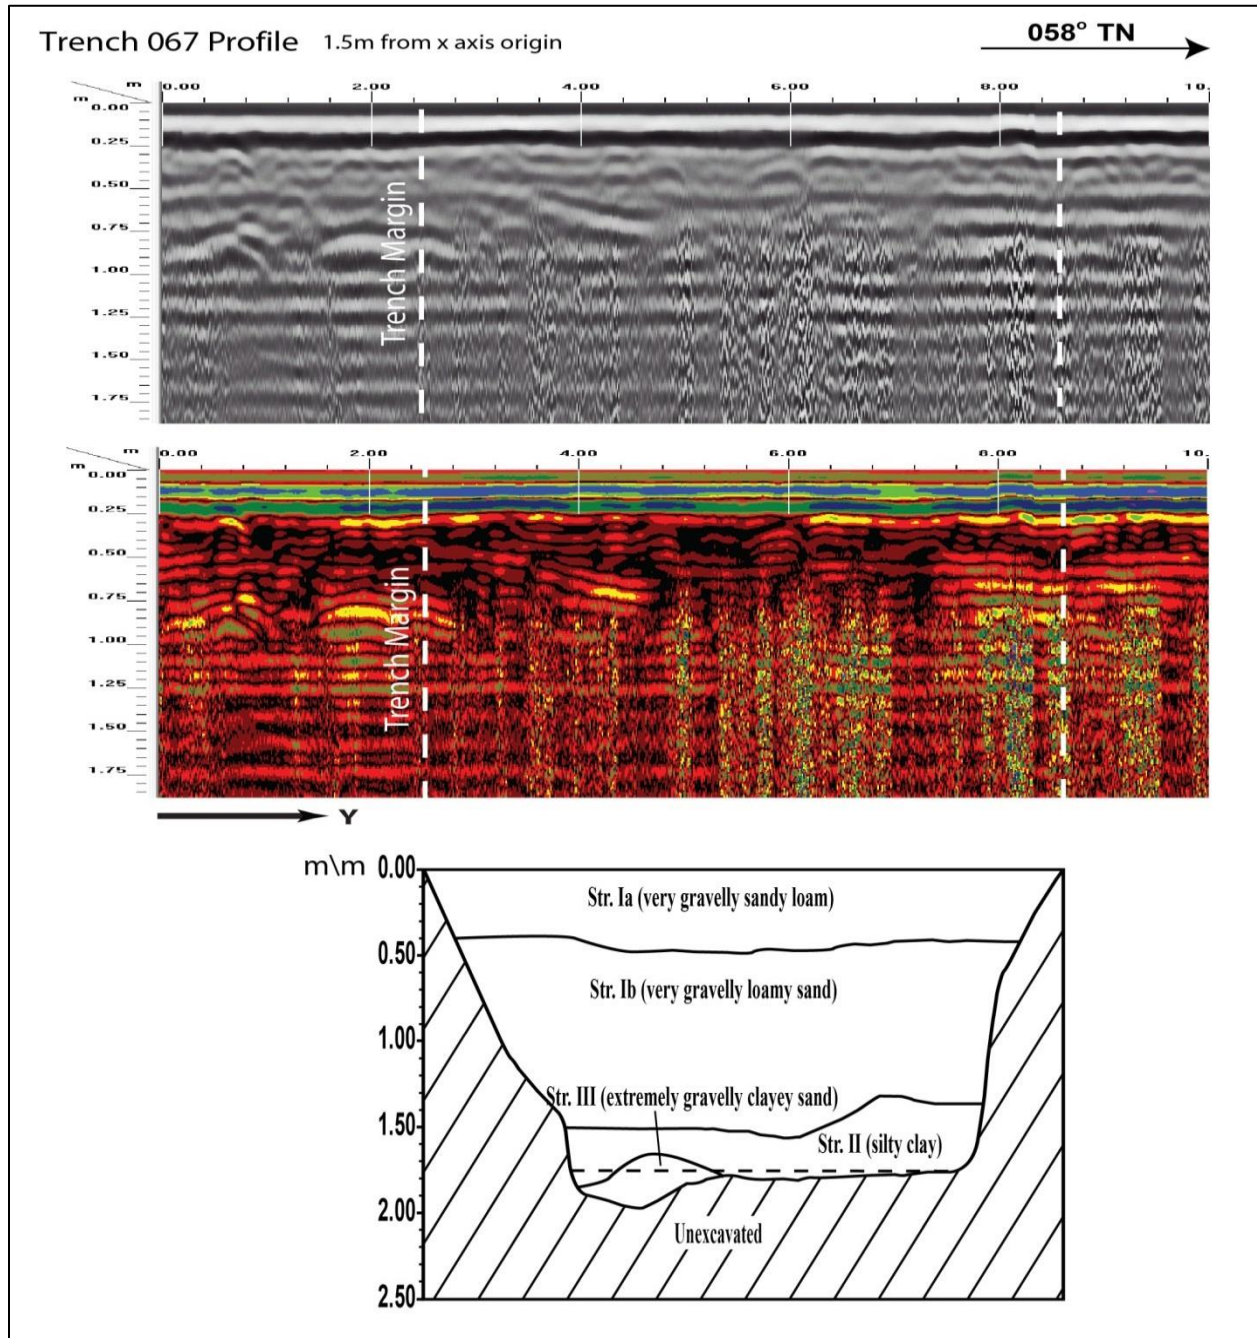 Trench 067 Profile 1.5m from x axis origin
058° TN
m 0.00 2.00 4.00 6.00 8.00 10.
m
0.00
0.25
0.50
0.75
1.00
1.25
1.50
1.75
Trench Margin
m 0.00 2.00 4.00 6.00 8.00 10.
m
0.00
0.25
0.50
0.75
1.00
1.25
1.50
1.75
Trench Margin
Y
m\m 0.00
Str. Ia (very gravelly sandy loam)
0.50
Str. Ib (very gravelly loamy sand)
1.00
Str. III (extremely gravelly clayey sand)
1.50
Str. II (silty clay)
2.00
Unexcavated
2.50